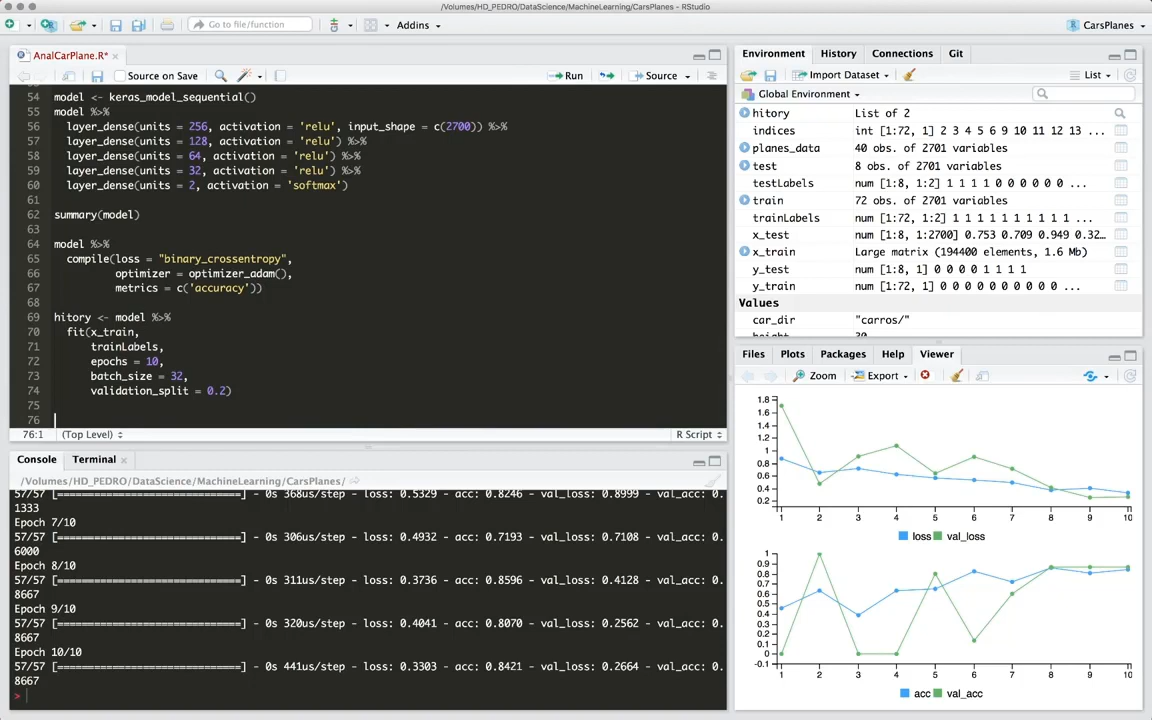 /Volumes/HD_PEDRO/DataScience/MachineLearning/CarsPlanes - RStudio
Go to file/function
Addins
CarsPlanes
AnalCarPlane.R*
Source on Save
Run
Source
54 model <- keras_model_sequential()
55 model %>%
56 layer_dense(units = 256, activation = 'relu', input_shape = c(2700)) %>%
57 layer_dense(units = 128, activation = 'relu') %>%
58 layer_dense(units = 64, activation = 'relu') %>%
59 layer_dense(units = 32, activation = 'relu') %>%
60 layer_dense(units = 2, activation = 'softmax')
61
62 summary(model)
63
64 model %>%
65 compile(loss = "binary_crossentropy",
66 optimizer = optimizer_adam(),
67 metrics = c('accuracy'))
68
69 hitory <- model %>%
70 fit(x_train,
71 trainLabels,
72 epochs = 10,
73 batch_size = 32,
74 validation_split = 0.2)
75
76
76:1 (Top Level) R Script
Console Terminal
/Volumes/HD_PEDRO/DataScience/MachineLearning/CarsPlanes/
57/57 [==============================] - 0s 368us/step - loss: 0.5329 - acc: 0.8246 - val_loss: 0.8999 - val_acc: 0.
1333
Epoch 7/10
57/57 [==============================] - 0s 306us/step - loss: 0.4932 - acc: 0.7193 - val_loss: 0.7108 - val_acc: 0.
6000
Epoch 8/10
57/57 [==============================] - 0s 311us/step - loss: 0.3736 - acc: 0.8596 - val_loss: 0.4128 - val_acc: 0.
8667
Epoch 9/10
57/57 [==============================] - 0s 320us/step - loss: 0.4041 - acc: 0.8070 - val_loss: 0.2562 - val_acc: 0.
8667
Epoch 10/10
57/57 [==============================] - 0s 441us/step - loss: 0.3303 - acc: 0.8421 - val_loss: 0.2664 - val_acc: 0.
8667
>
Environment History Connections Git
Import Dataset List
Global Environment
hitory List of 2
indices int [1:72, 1] 2 3 4 5 6 9 10 11 12 13 ...
planes_data 40 obs. of 2701 variables
test 8 obs. of 2701 variables
testLabels num [1:8, 1:2] 1 1 1 1 0 0 0 0 0 0 ...
train 72 obs. of 2701 variables
trainLabels num [1:72, 1:2] 1 1 1 1 1 1 1 1 1 1 ...
x_test num [1:8, 1:2700] 0.753 0.709 0.949 0.32...
x_train Large matrix (194400 elements, 1.6 Mb)
y_test num [1:8, 1] 0 0 0 0 1 1 1 1
y_train num [1:72, 1] 0 0 0 0 0 0 0 0 0 0 ...
Values
car_dir "carros/"
Files Plots Packages Help Viewer
Zoom Export
1.8
1.6
1.4
1.2
1
0.8
0.6
0.4
0.2
1 2 3 4 5 6 7 8 9 10
loss val_loss
1
0.9
0.8
0.7
0.6
0.5
0.4
0.3
0.2
0.1
0
-0.1
1 2 3 4 5 6 7 8 9 10
acc val_acc